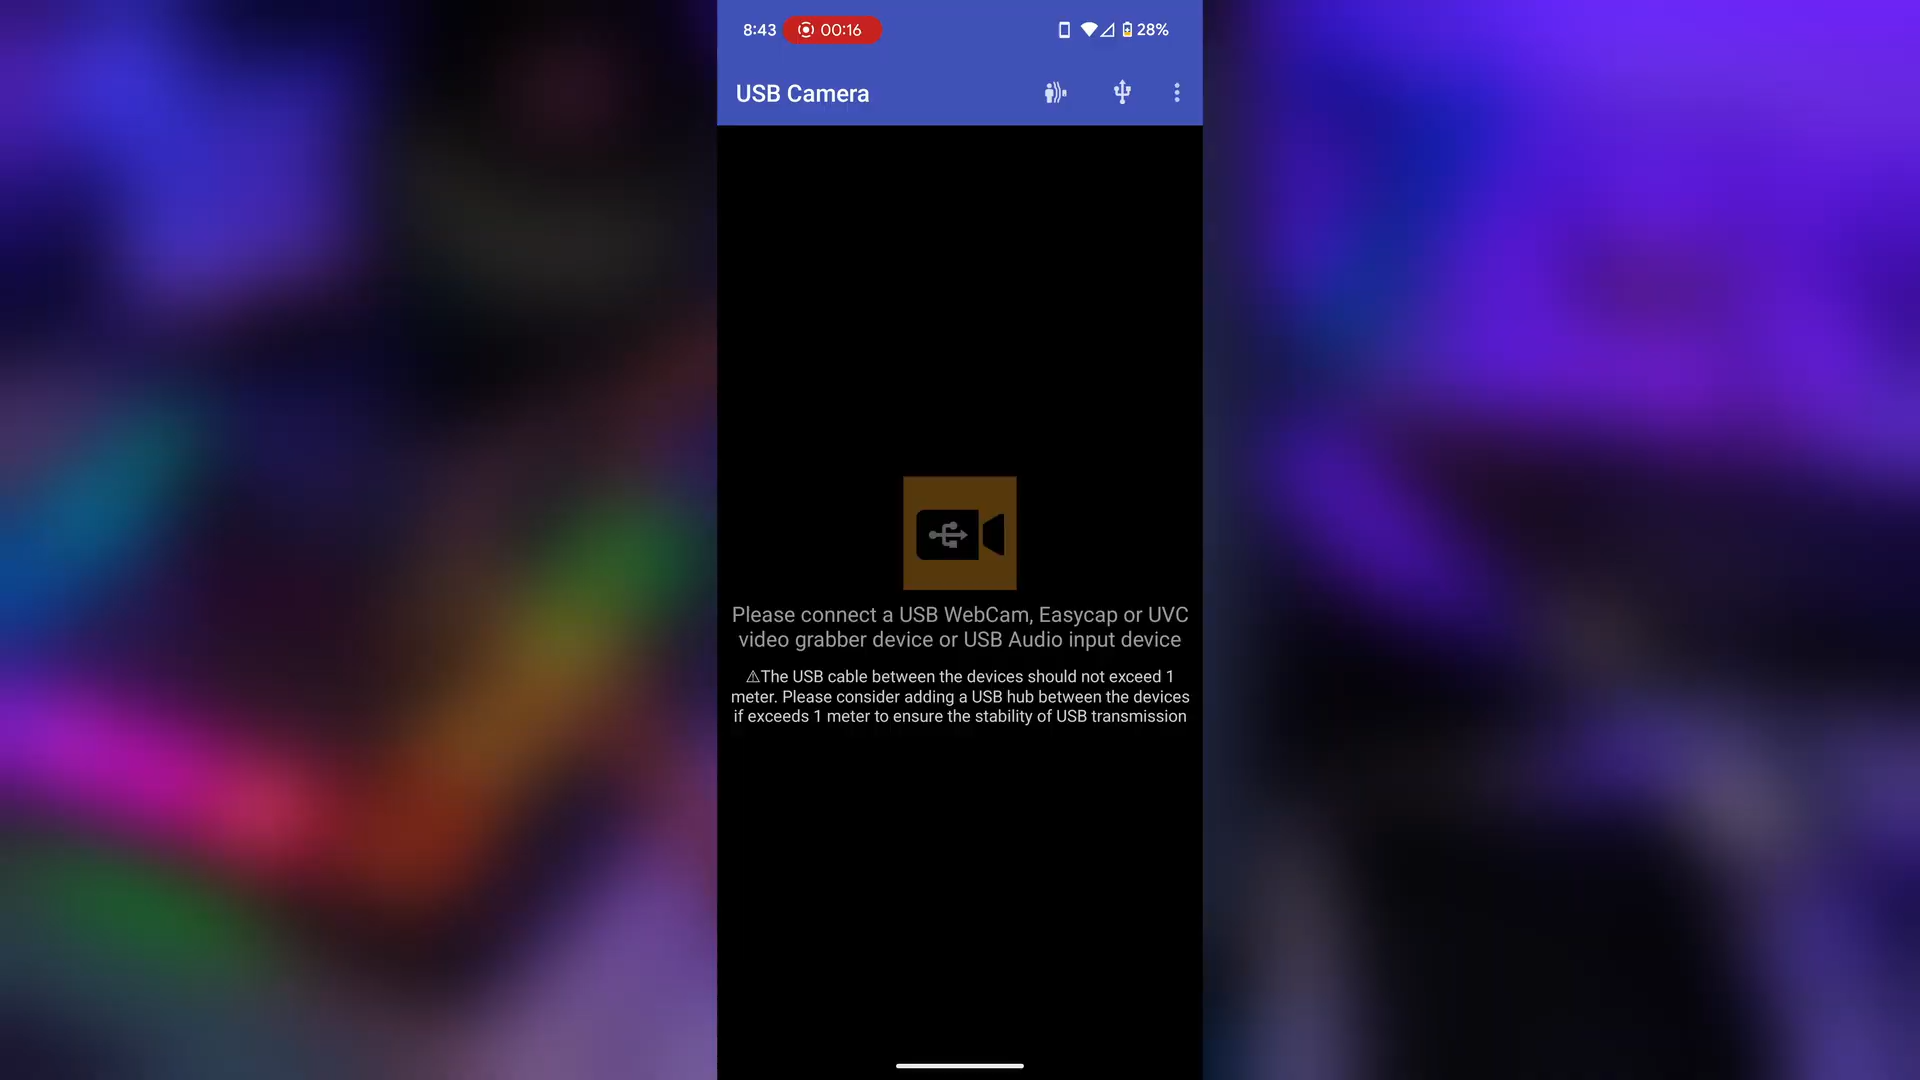 8:43 00:16 28%
USB Camera
Please connect a USB WebCam, Easycap or UVC
video grabber device or USB Audio input device
⚠The USB cable between the devices should not exceed 1
meter. Please consider adding a USB hub between the devices
if exceeds 1 meter to ensure the stability of USB transmission